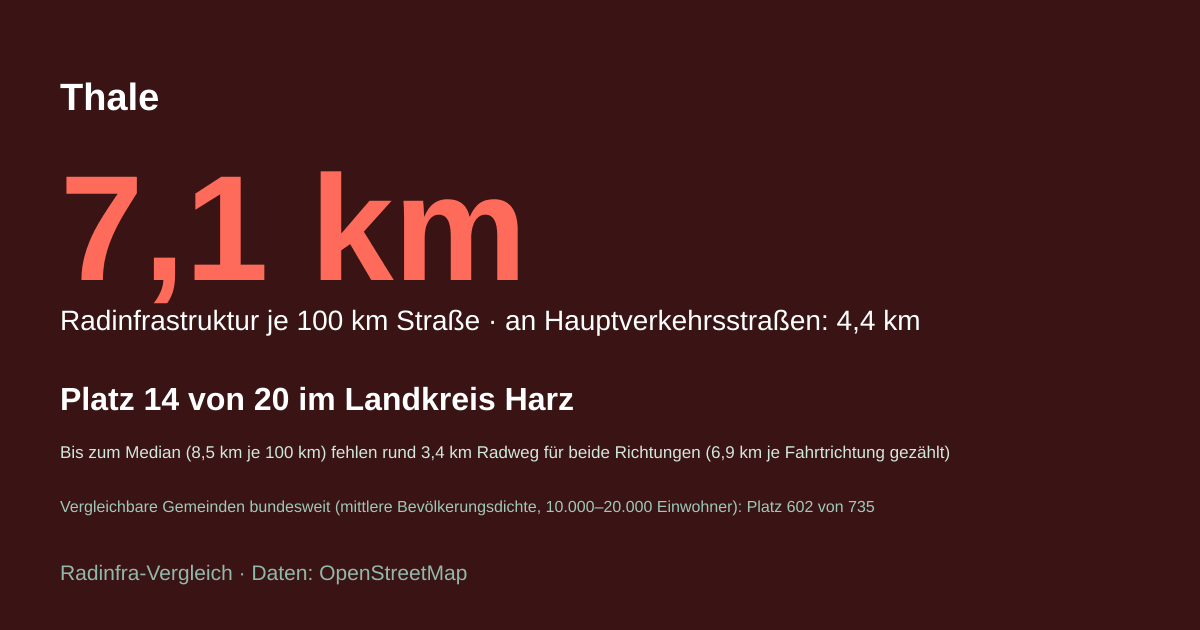 Thale
7,1 km
Radinfrastruktur je 100 km Straße · an Hauptverkehrsstraßen: 4,4 km
Platz 14 von 20 im Landkreis Harz
Bis zum Median (8,5 km je 100 km) fehlen rund 3,4 km Radweg für beide Richtungen (6,9 km je Fahrtrichtung gezählt)
Vergleichbare Gemeinden bundesweit (mittlere Bevölkerungsdichte, 10.000–20.000 Einwohner): Platz 602 von 735
Radinfra-Vergleich · Daten: OpenStreetMap